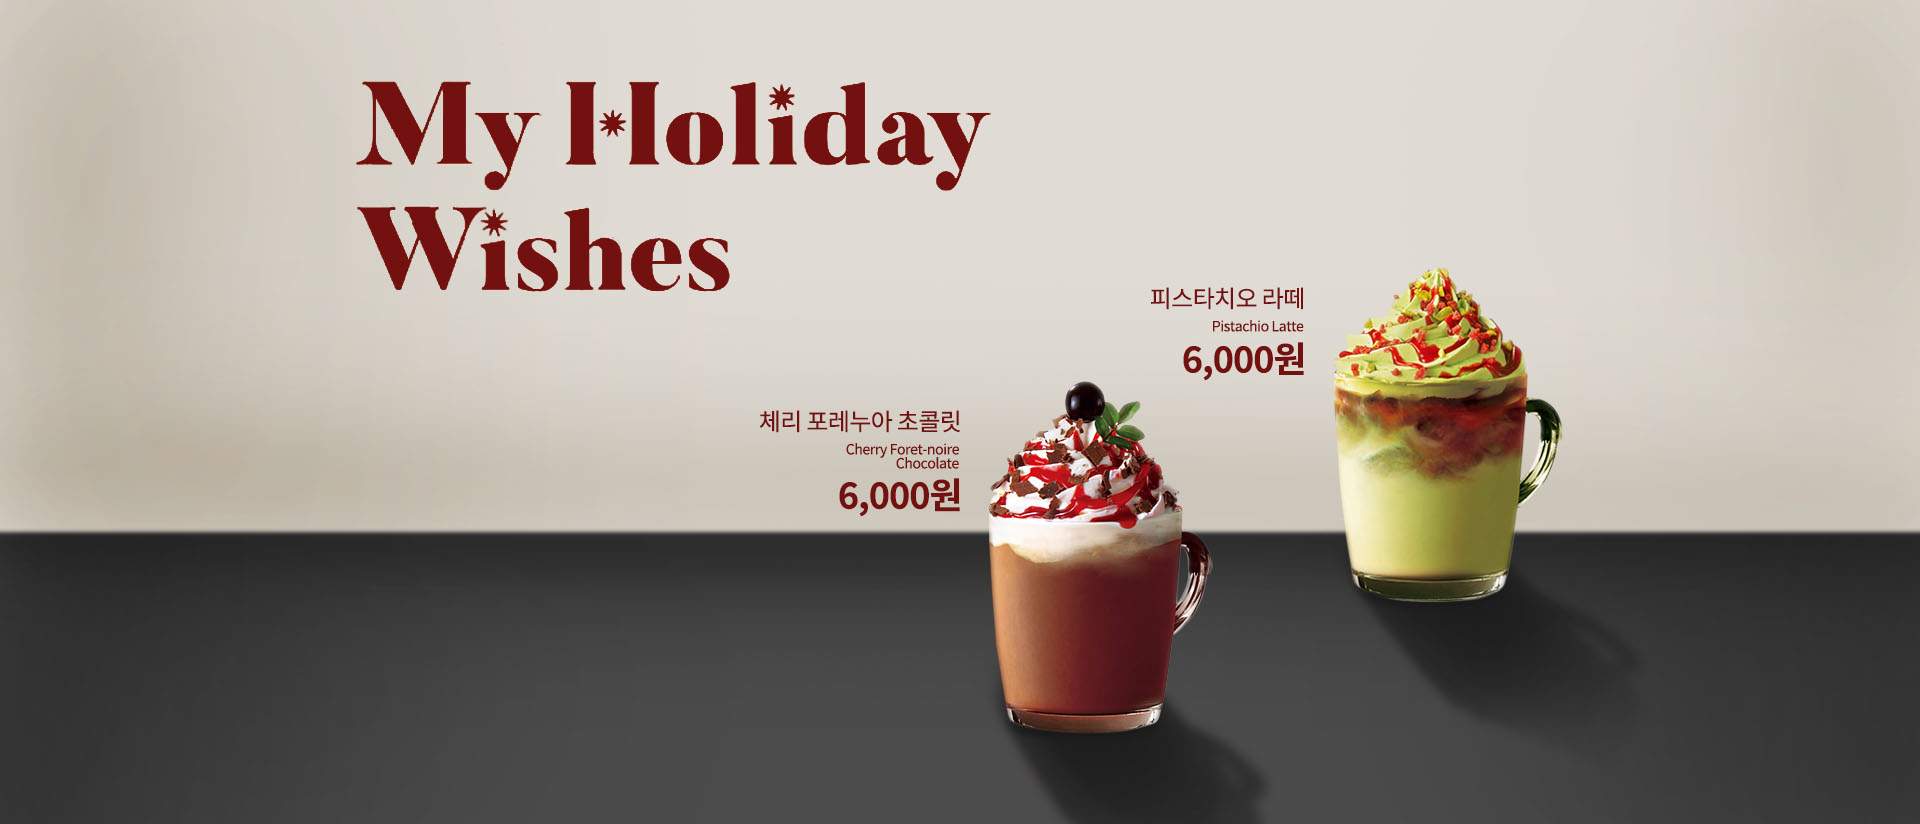 My Holiday
Wishes
피스타치오 라떼
Pistachio Latte
6,000원
체리 포레누아 초콜릿
Cherry Foret-noire
Chocolate
6,000원